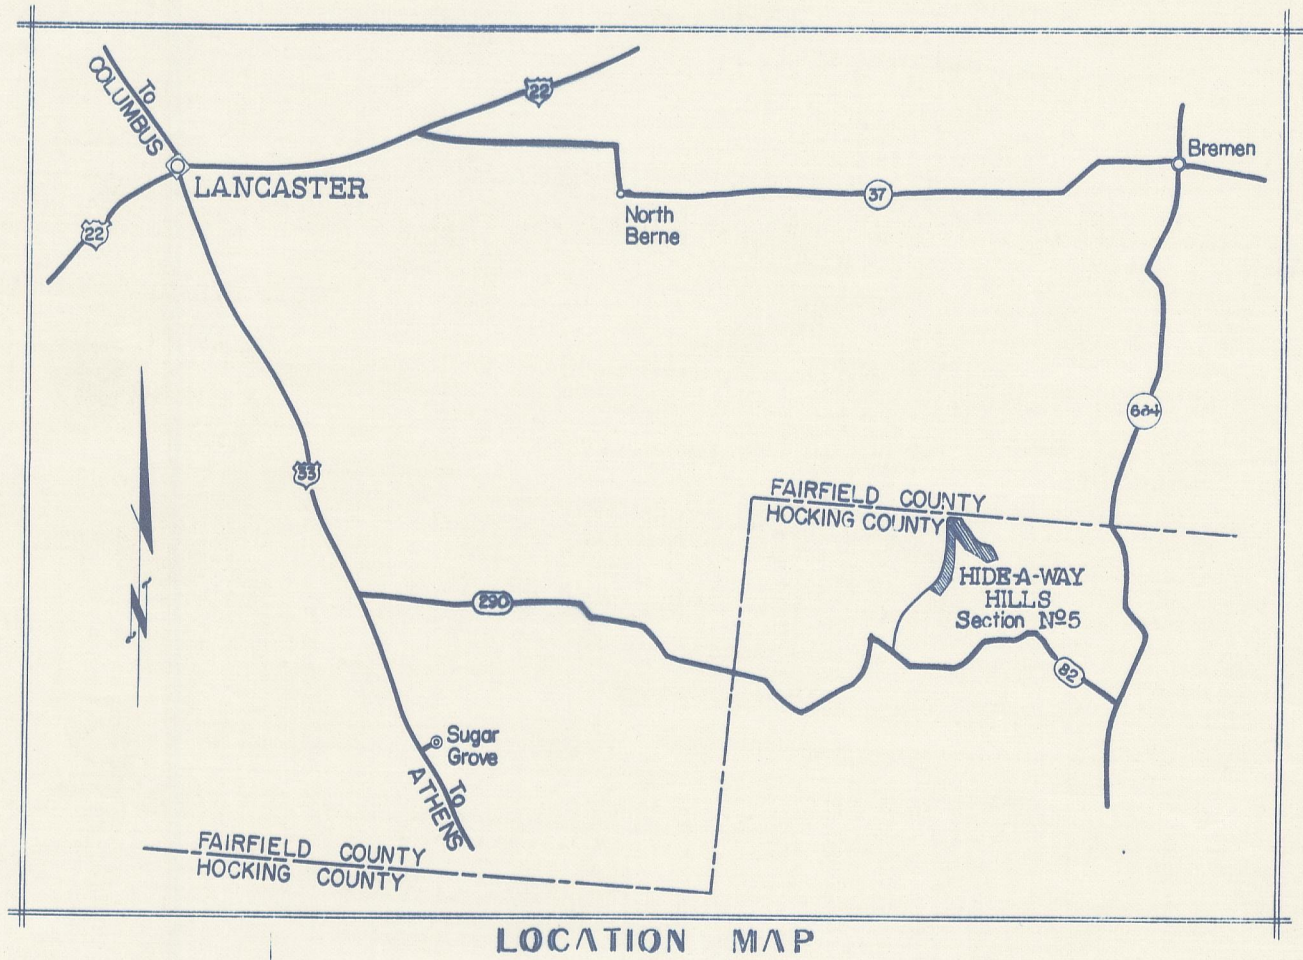 To
COLUMBUS
22
LANCASTER
22
Bremen
37
North
Berne
33
664
FAIRFIELD COUNTY
HOCKING COUNTY
HIDE-A-WAY
HILLS
Section Nº5
290
82
N
Sugar
Grove
To
ATHENS
FAIRFIELD COUNTY
HOCKING COUNTY
LOCATION MAP